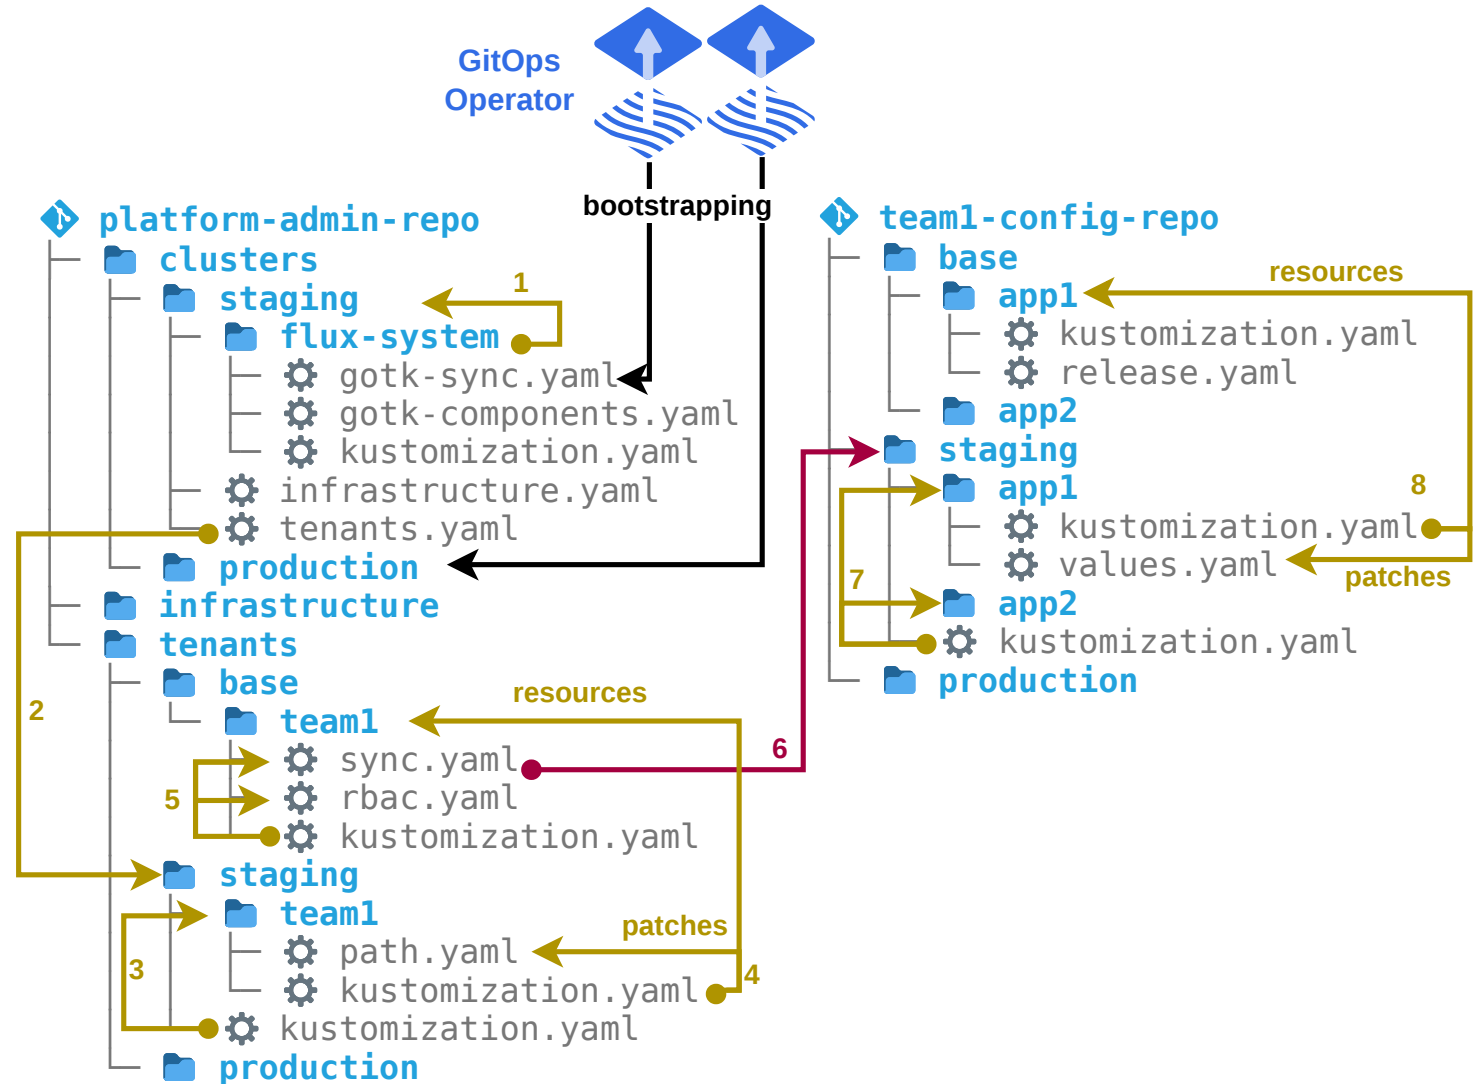 GitOps
Operator
bootstrapping
platform-admin-repo
clusters
staging
1
flux-system
gotk-sync.yaml
gotk-components.yaml
kustomization.yaml
infrastructure.yaml
tenants.yaml
production
infrastructure
tenants
2
base
resources
team1
sync.yaml
6
5
rbac.yaml
kustomization.yaml
staging
team1
patches
path.yaml
3
4
kustomization.yaml
kustomization.yaml
production
team1-config-repo
base
resources
app1
kustomization.yaml
release.yaml
app2
staging
app1
8
kustomization.yaml
values.yaml
patches
7
app2
kustomization.yaml
production